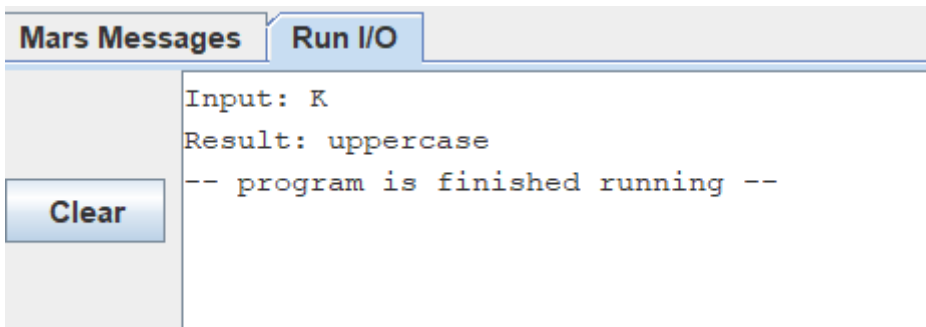 Mars Messages Run I/O
Input: K
Result: uppercase
-- program is finished running --
Clear